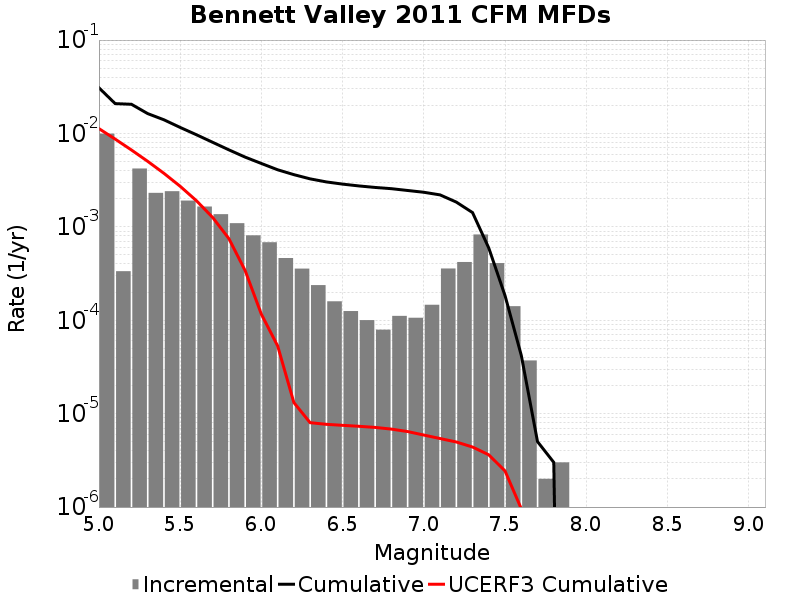 Bennett Valley 2011 CFM MFDs
10-1
10-2
10-3
10-4
10-5
10-6
Rate (1/yr)
5.0 5.5 6.0 6.5 7.0 7.5 8.0 8.5 9.0
Magnitude
Incremental Cumulative UCERF3 Cumulative